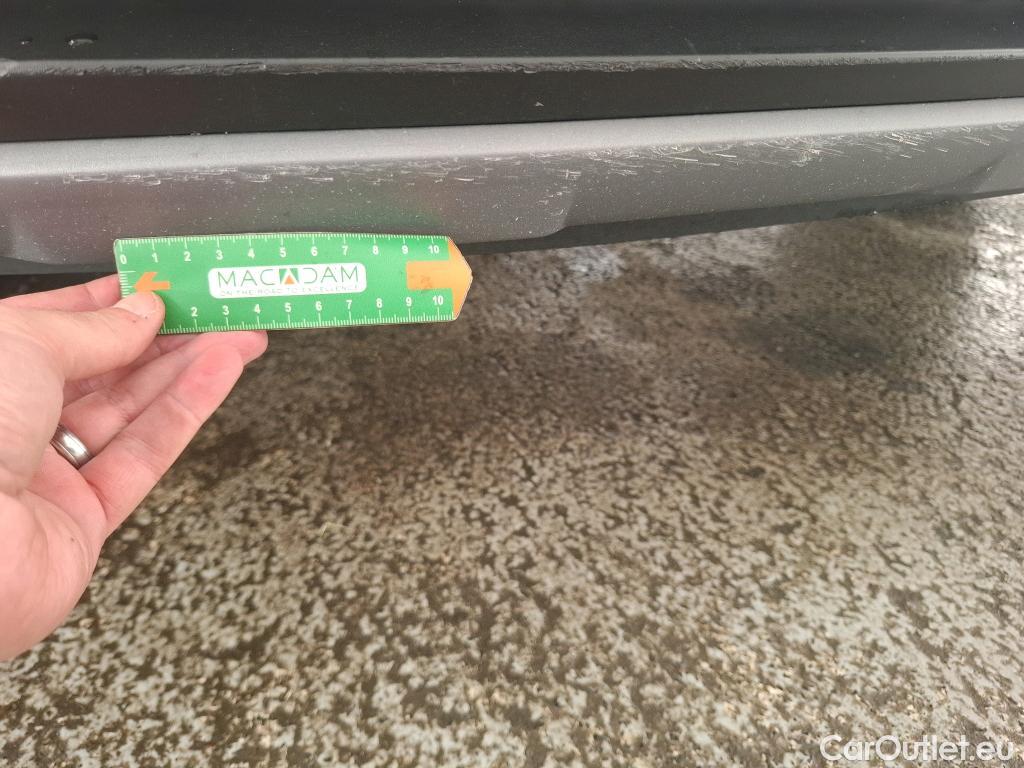 0 1 2 3 4 5 6 7 8 9 10
MACADAM
ON THE ROAD TO EXCELLENCE
2 3 4 5 6 7 8 9 10
CarOutlet.eu